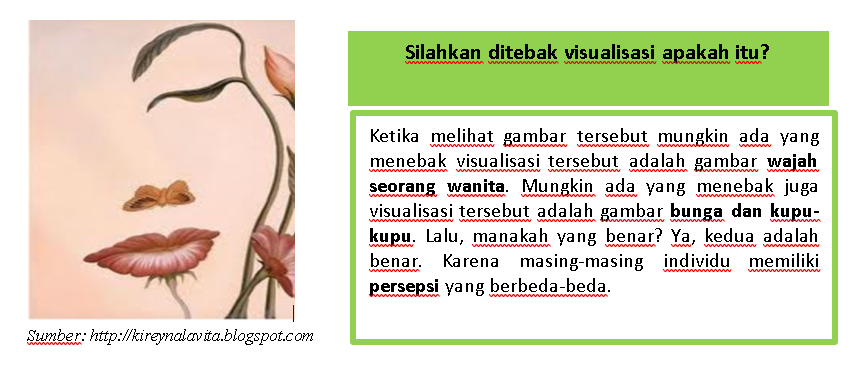 Silahkan ditebak visualisasi apakah itu?
Ketika melihat gambar tersebut mungkin ada yang
menebak visualisasi tersebut adalah gambar wajah
seorang wanita. Mungkin ada yang menebak juga
visualisasi tersebut adalah gambar bunga dan kupu-
kupu. Lalu, manakah yang benar? Ya, kedua adalah
benar. Karena masing-masing individu memiliki
persepsi yang berbeda-beda.
Sumber: http://kireynalavita.blogspot.com